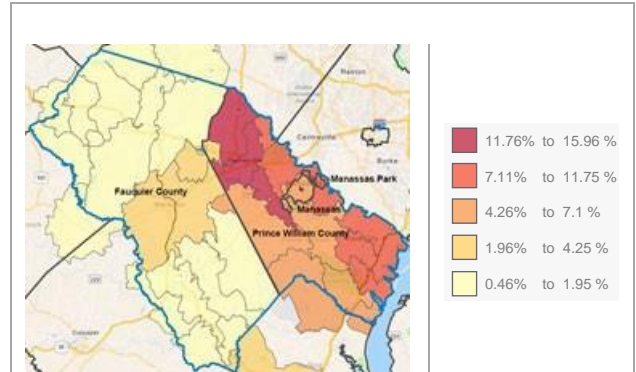 Fauquier County
Manassas Park
Manassas
Prince William County
Burke
11.76% to 15.96 %
7.11% to 11.75 %
4.26% to 7.1 %
1.96% to 4.25 %
0.46% to 1.95 %